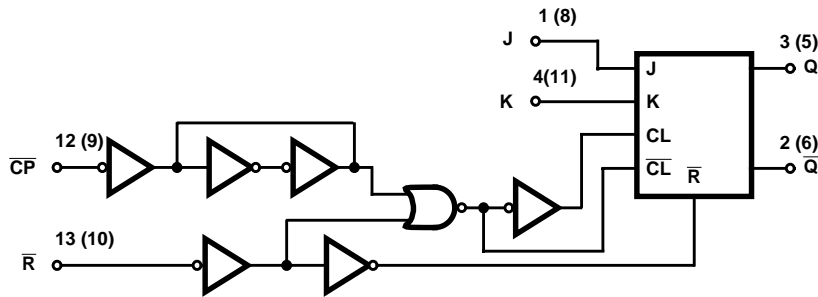 1 (8)
J
3 (5)
Q
J
4(11)
K
K
12 (9)
CP
CL
2 (6)
Q
CL
R
13 (10)
R